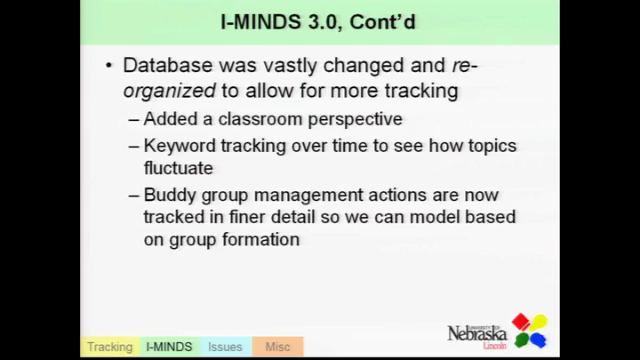 I-MINDS 3.0, Cont'd
• Database was vastly changed and re-
organized to allow for more tracking
– Added a classroom perspective
– Keyword tracking over time to see how topics
fluctuate
– Buddy group management actions are now
tracked in finer detail so we can model based
on group formation
UNIVERSITY OF
Nebraska
Lincoln
Tracking I-MINDS Issues Misc